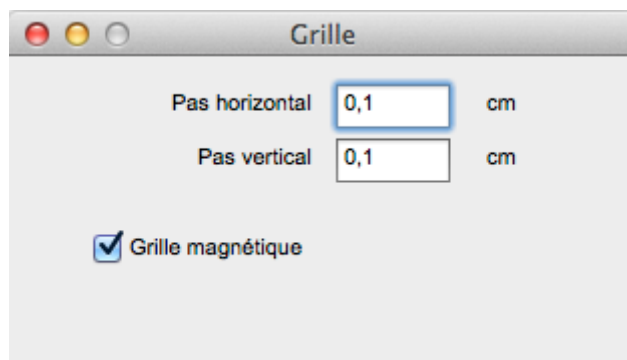 Grille
Pas horizontal 0,1 cm
Pas vertical 0,1 cm
Grille magnétique